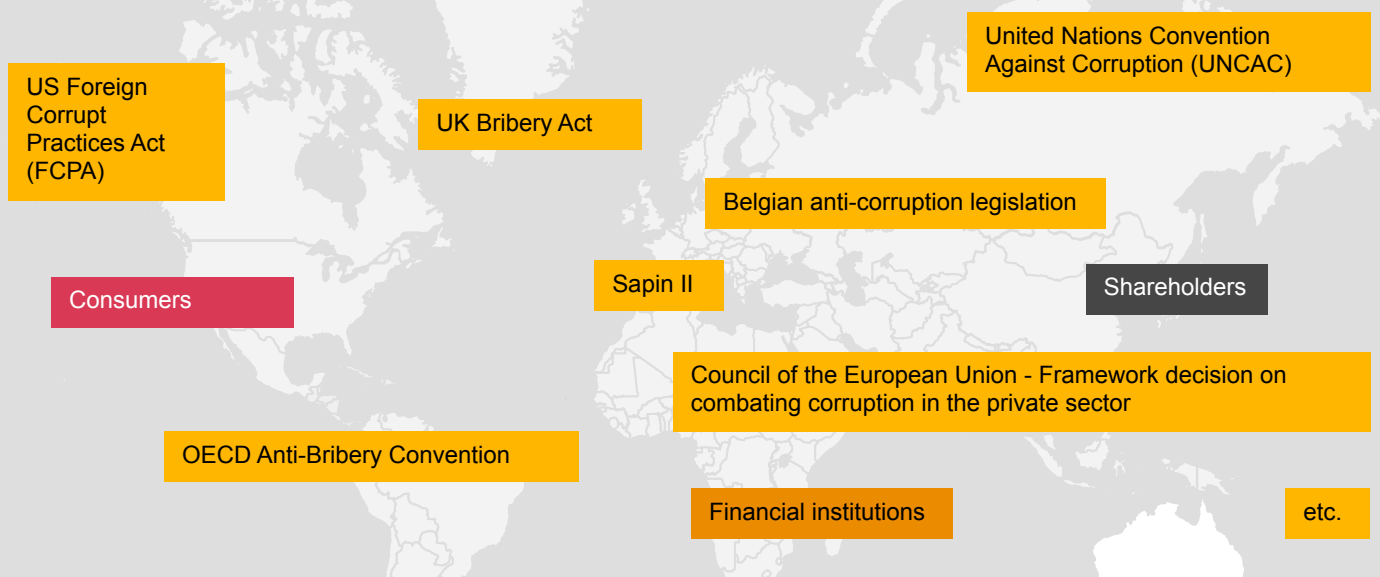 United Nations Convention
Against Corruption (UNCAC)
US Foreign
Corrupt
Practices Act
(FCPA)
UK Bribery Act
Belgian anti-corruption legislation
Sapin II
Shareholders
Consumers
Council of the European Union - Framework decision on
combating corruption in the private sector
OECD Anti-Bribery Convention
Financial institutions
etc.